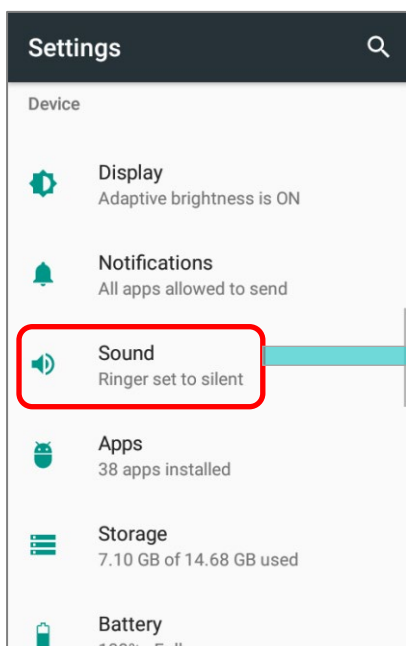 Settings
Device
Display
Adaptive brightness is ON
Notifications
All apps allowed to send
Sound
Ringer set to silent
Apps
38 apps installed
Storage
7.10 GB of 14.68 GB used
Battery